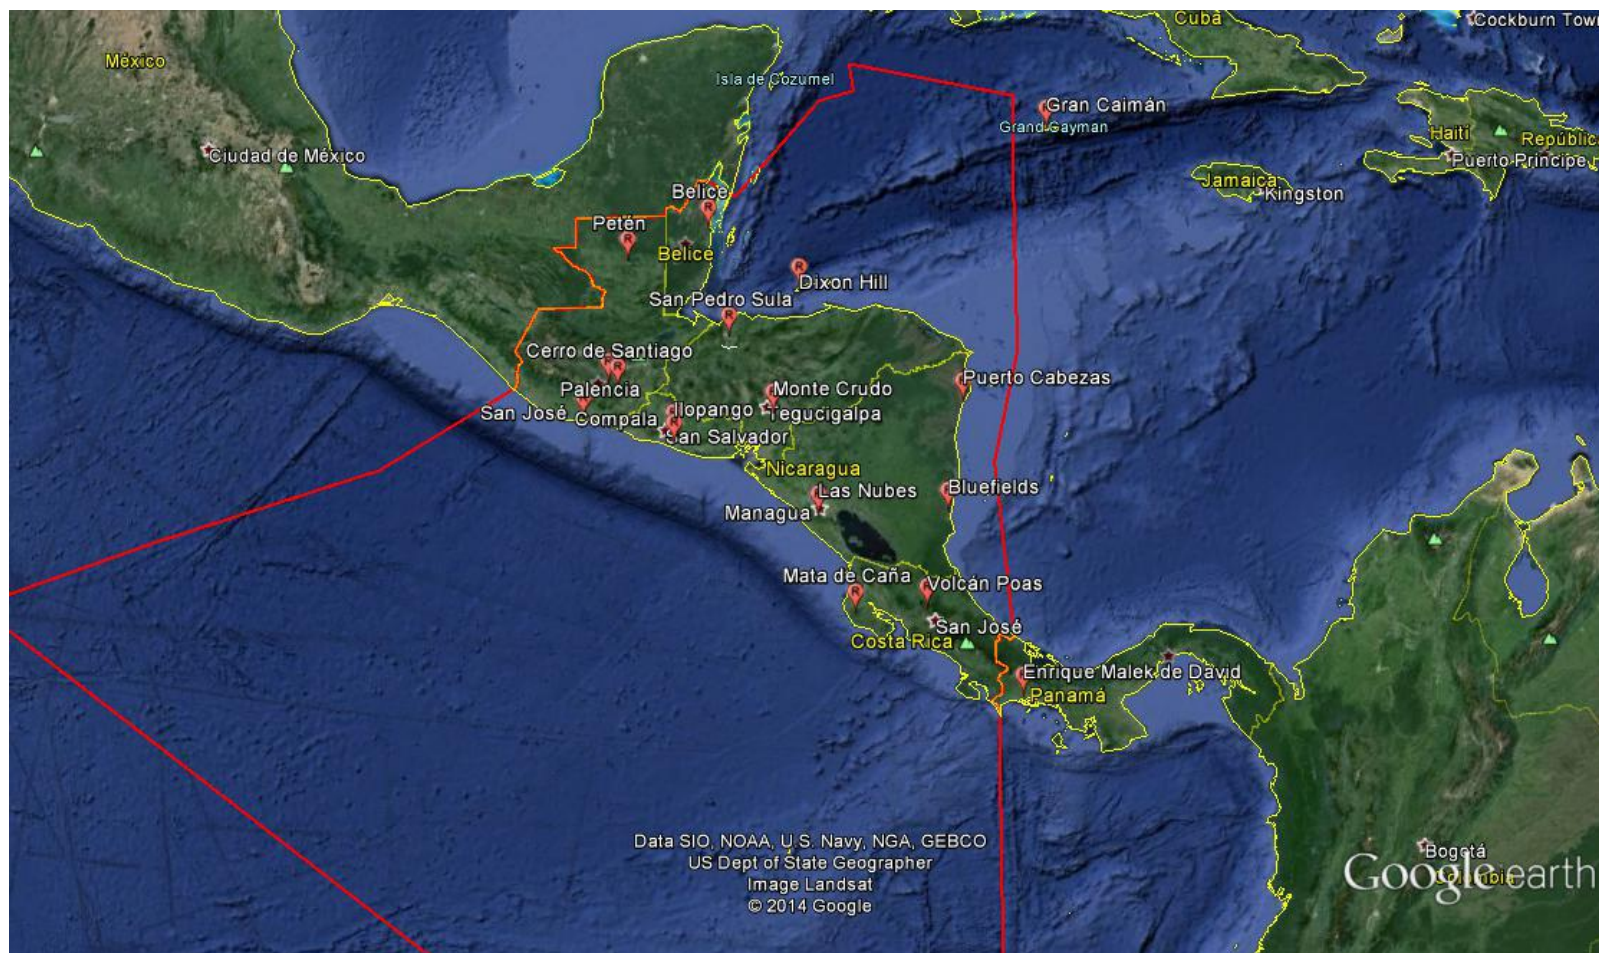 Cuba
Cockburn Town
México
Isla de Cozumel
Gran Caimán
Grand Cayman
Haití
República
Ciudad de México
Puerto Príncipe
Jamaica
Kingston
Belice
Petén
Belice
Dixon Hill
San Pedro Sula
Cerro de Santiago
Puerto Cabezas
Palencia
Monte Crudo
San José
Compala
Ilopango
Tegucigalpa
San Salvador
Nicaragua
Las Nubes
Bluefields
Managua
Mata de Caña
Volcán Poas
San José
Costa Rica
Enrique Malek de David
Panamá
Data SIO, NOAA, U.S. Navy, NGA, GEBCO
US Dept of State Geographer
Image Landsat
© 2014 Google
Bogotá
Colombia
Google earth